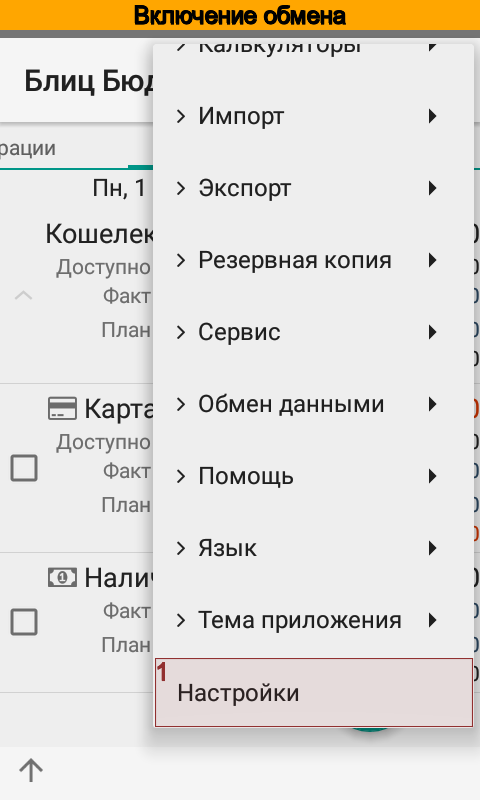 Включение обмена
Калькуляторы
Блиц Бюд
Импорт
рации
Пн, 1
Экспорт
Кошелек
Доступно
Резервная копия
Факт
План
Сервис
Карта
Обмен данными
Доступно
Факт
Помощь
План
Язык
Налич
Факт
Тема приложения
План
1
Настройки